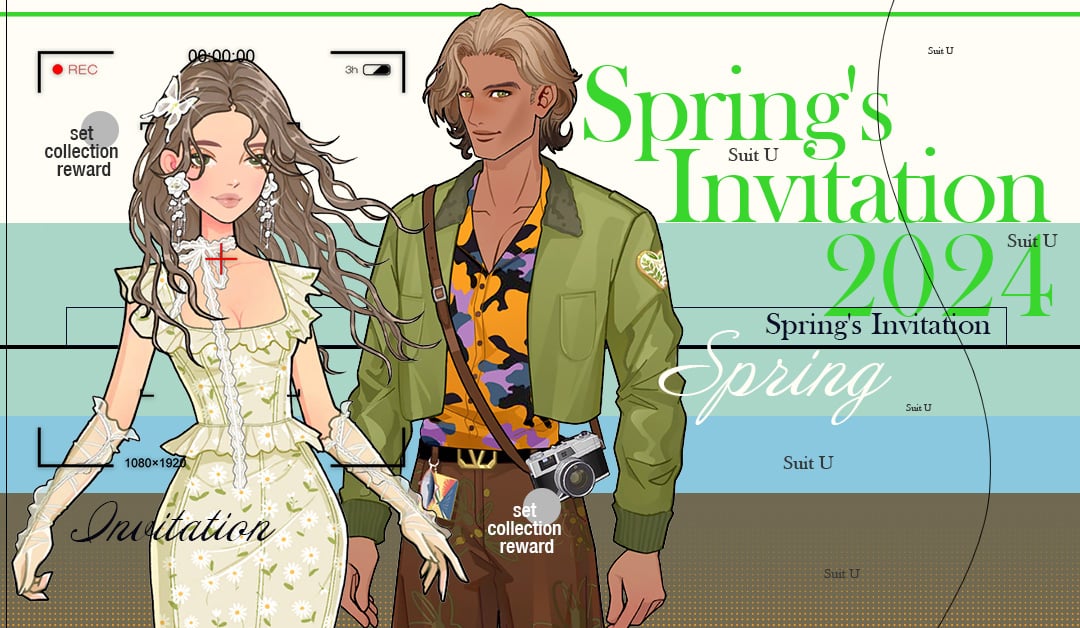 00:00:00
REC
3h
set
collection
reward
Suit U
Spring's
Suit U
Invitation
Suit U
2024
Spring's Invitation
Spring
Suit U
1080×1920
Suit U
Invitation
set
collection
reward
Suit U